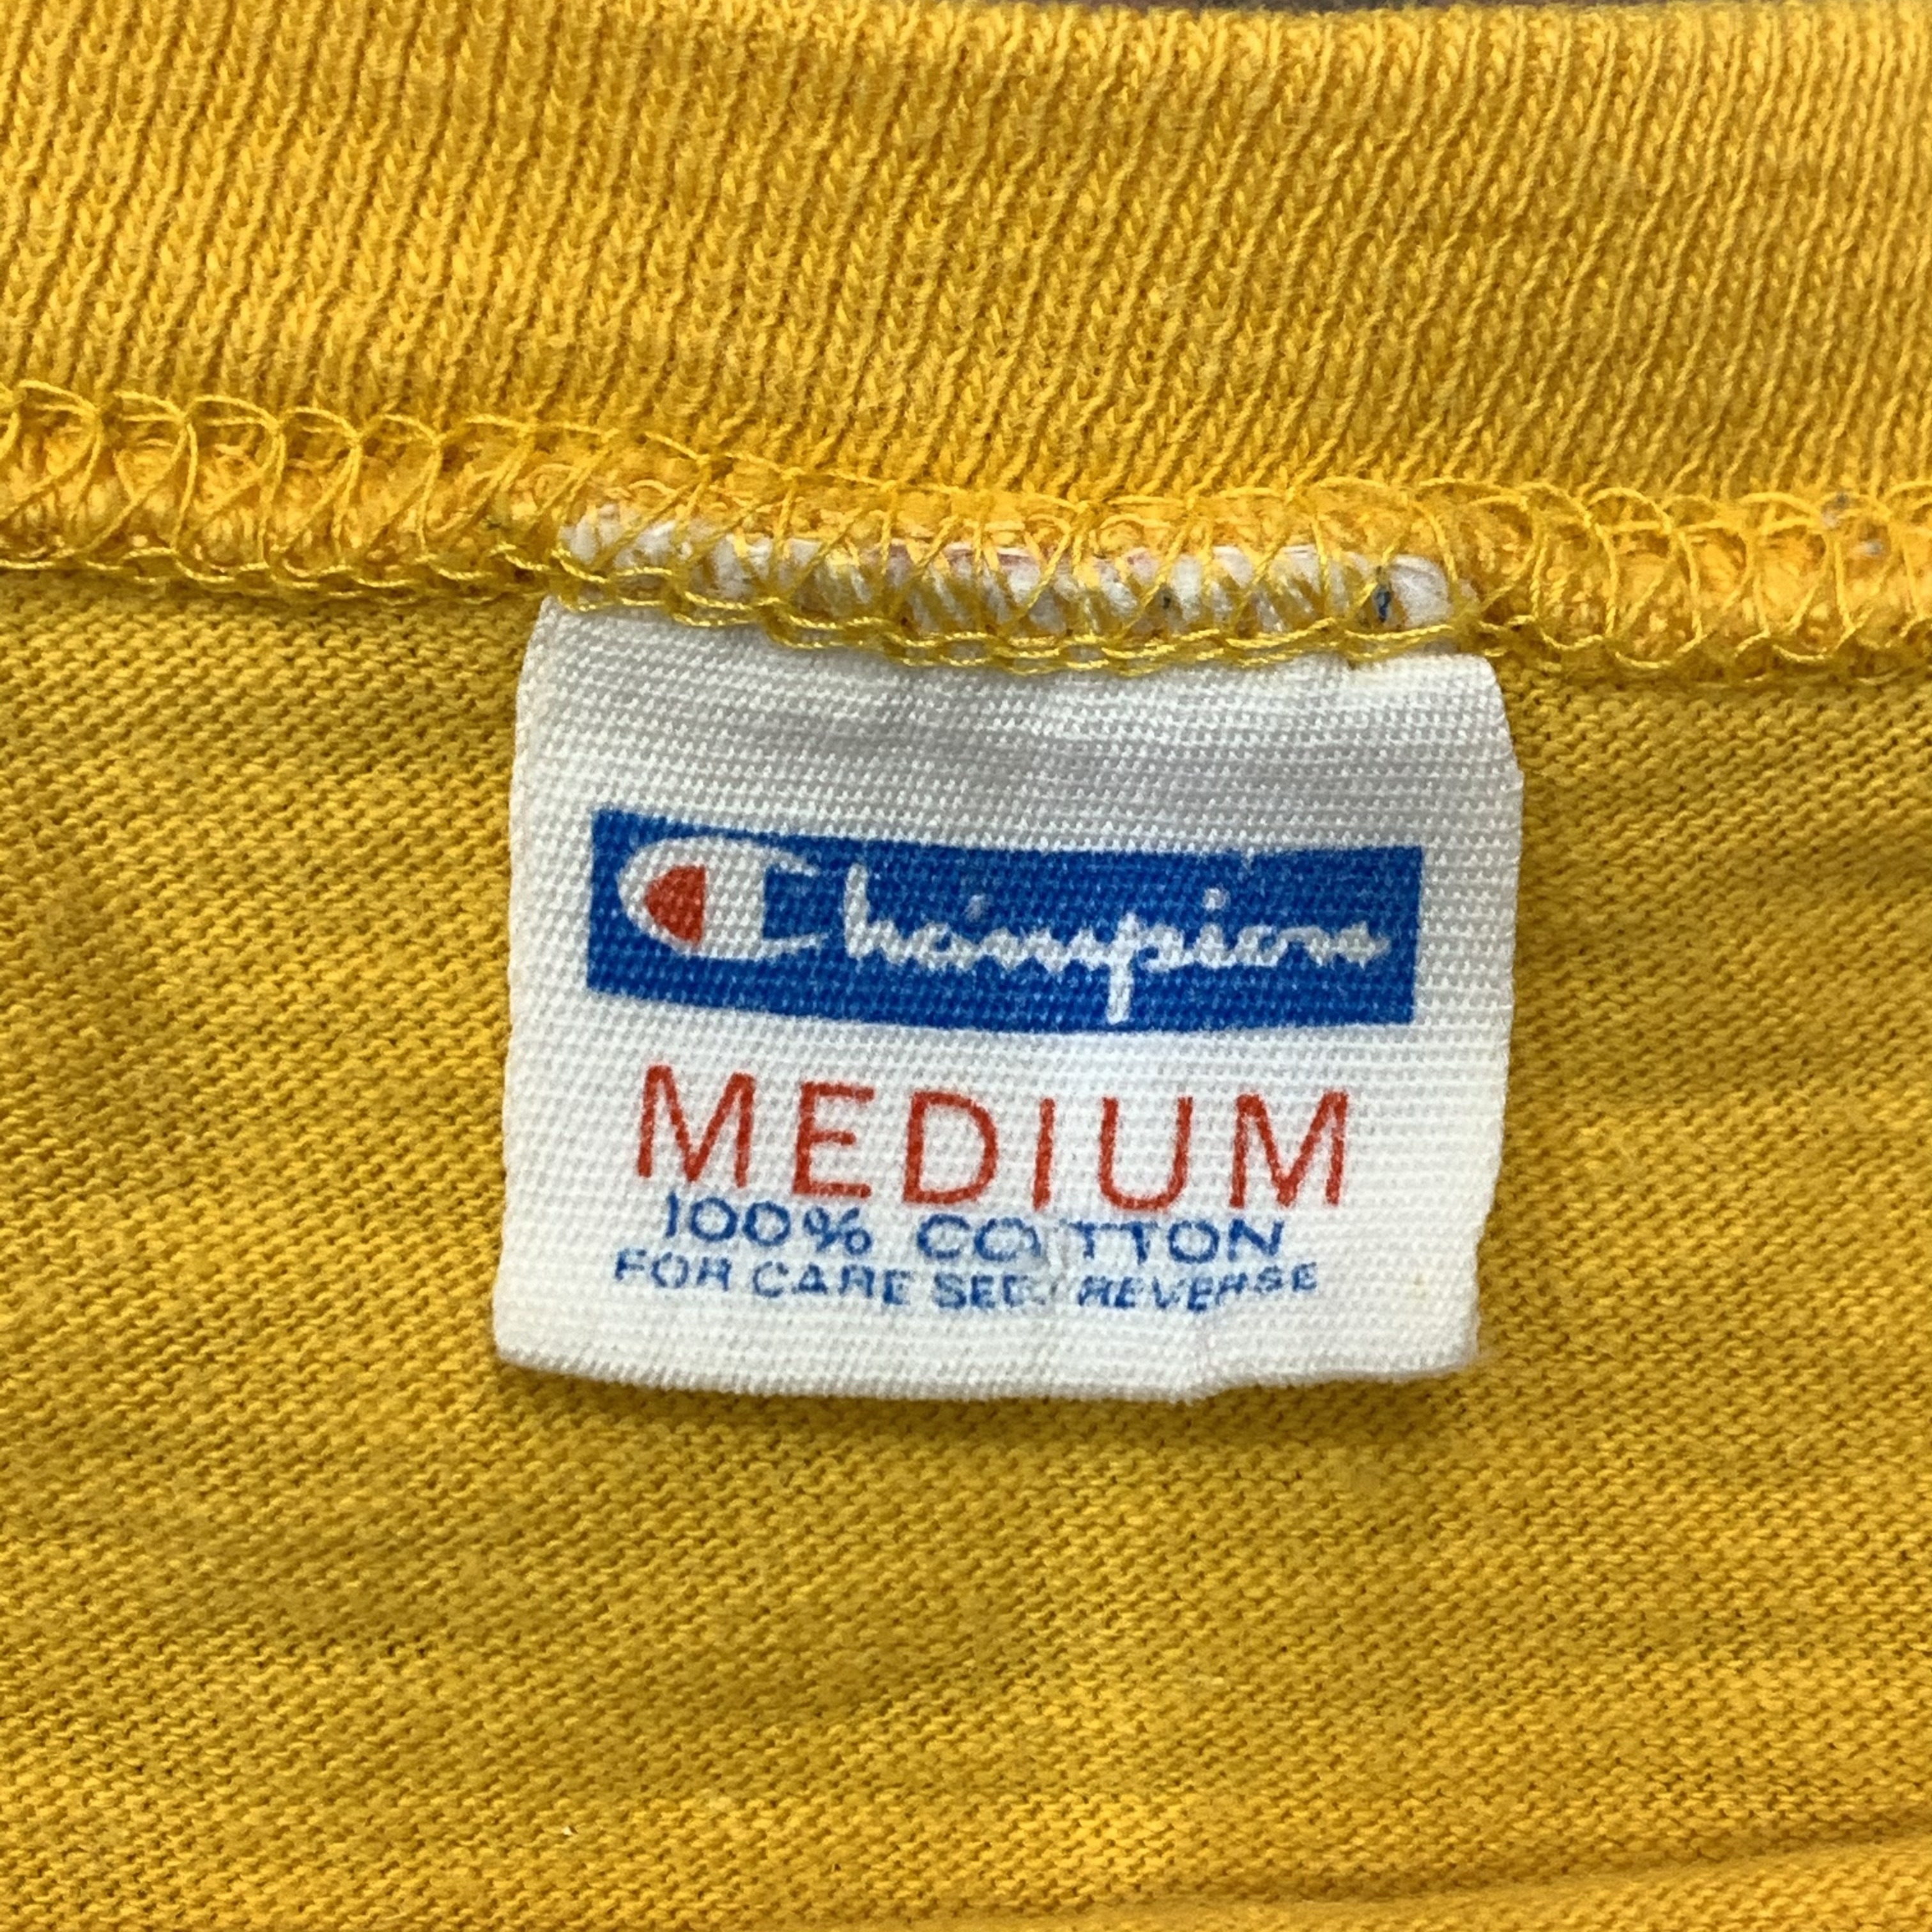 Champion
MEDIUM
100% COTTON
FOR CARE SEE REVERSE